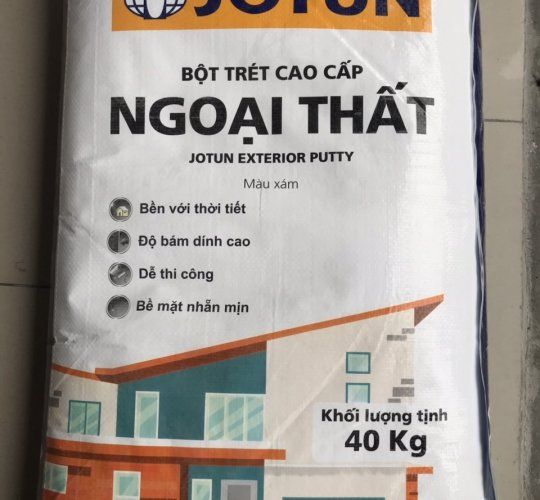 JOTUN
BỘT TRÉT CAO CẤP
NGOẠI THẤT
JOTUN EXTERIOR PUTTY
Màu xám
Bền với thời tiết
Độ bám dính cao
Dễ thi công
Bề mặt nhẵn mịn
Khối lượng tịnh
40 Kg